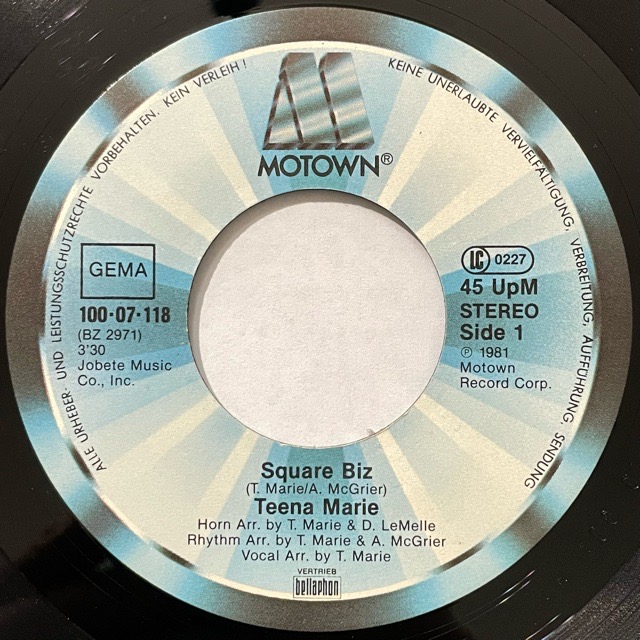 ALLE URHEBER- UND LEISTUNGSSCHUTZRECHTE VORBEHALTEN. KEIN VERLEIH! KEINE UNERLAUBTE VERVIELFÄLTIGUNG, VERBREITUNG, AUFFÜHRUNG, SENDUNG
MOTOWN®
GEMA
100·07·118
(BZ 2971)
3'30
Jobete Music
Co., Inc.
LC 0227
45 UpM
STEREO
Side 1
℗ 1981
Motown
Record Corp.
Square Biz
(T. Marie/A. McGrier)
Teena Marie
Horn Arr. by T. Marie & D. LeMelle
Rhythm Arr. by T. Marie & A. McGrier
Vocal Arr. by T. Marie
VERTRIEB
bellaphon